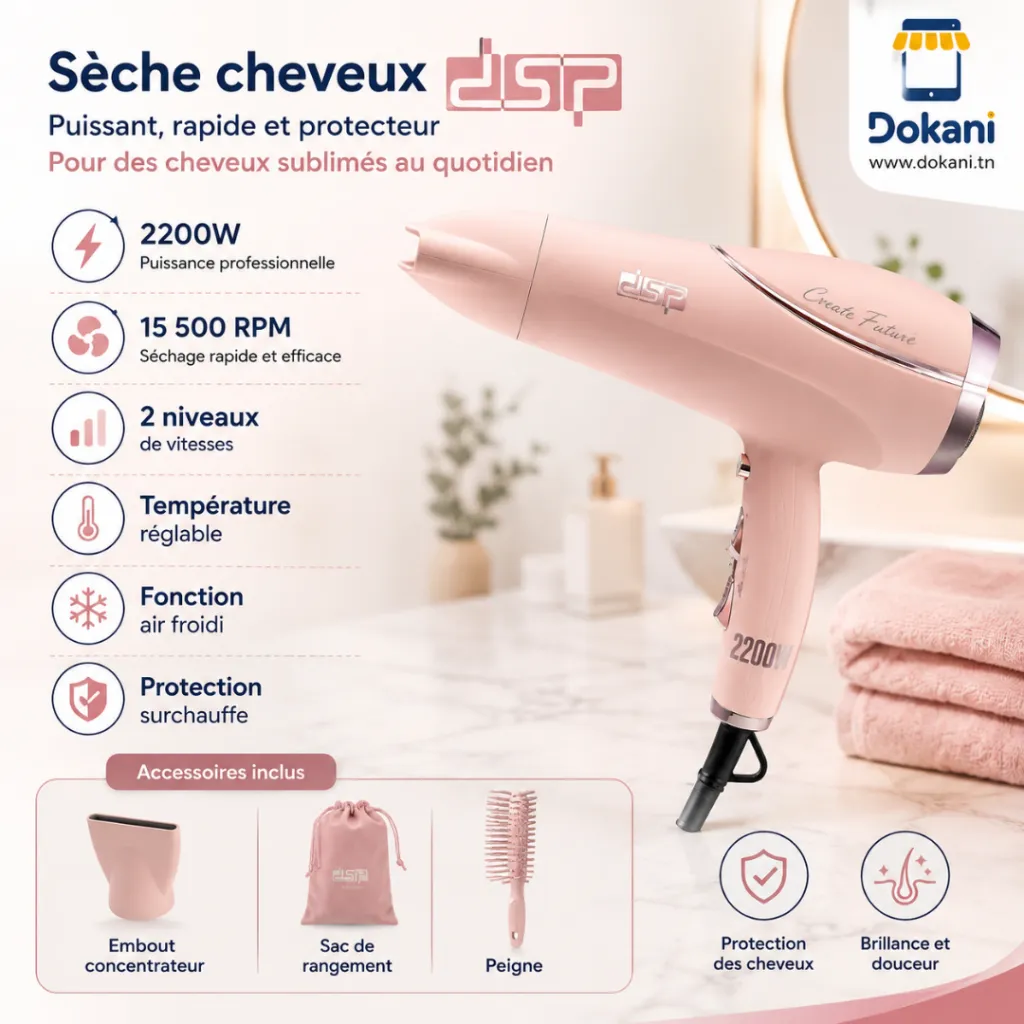 Sèche cheveux dsp
Puissant, rapide et protecteur
Pour des cheveux sublimés au quotidien
Dokani
www.dokani.tn
2200W
Puissance professionnelle
15 500 RPM
Séchage rapide et efficace
2 niveaux
de vitesses
Température
réglable
Fonction
air froidi
Protection
surchauffe
dsp
Create Future
2200W
Accessoires inclus
Embout
concentrateur
dsp
Sac de
rangement
Peigne
Protection
des cheveux
Brillance et
douceur